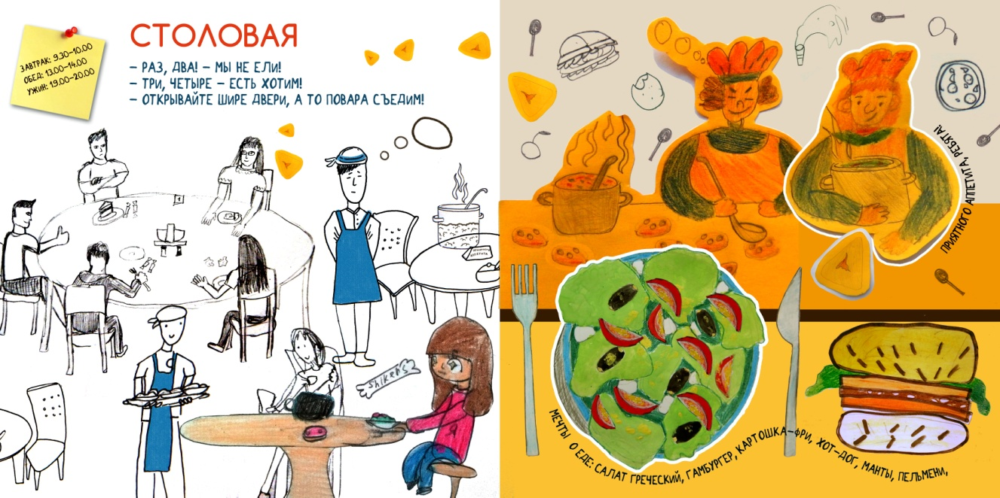 ЗАВТРАК: 9.30–10.00
ОБЕД: 13.00–14.00
УЖИН: 19.00–20.00
СТОЛОВАЯ
– РАЗ, ДВА! – МЫ НЕ ЕЛИ!
– ТРИ, ЧЕТЫРЕ – ЕСТЬ ХОТИМ!
– ОТКРЫВАЙТЕ ШИРЕ ДВЕРИ, А ТО ПОВАРА СЪЕДИМ!
ПРИЯТНОГО АППЕТИТА, РЕБЯТА!
МЕЧТЫ О ЕДЕ: САЛАТ ГРЕЧЕСКИЙ, ГАМБУРГЕР, КАРТОШКА–ФРИ, ХОТ–ДОГ, МАНТЫ, ПЕЛЬМЕНИ,